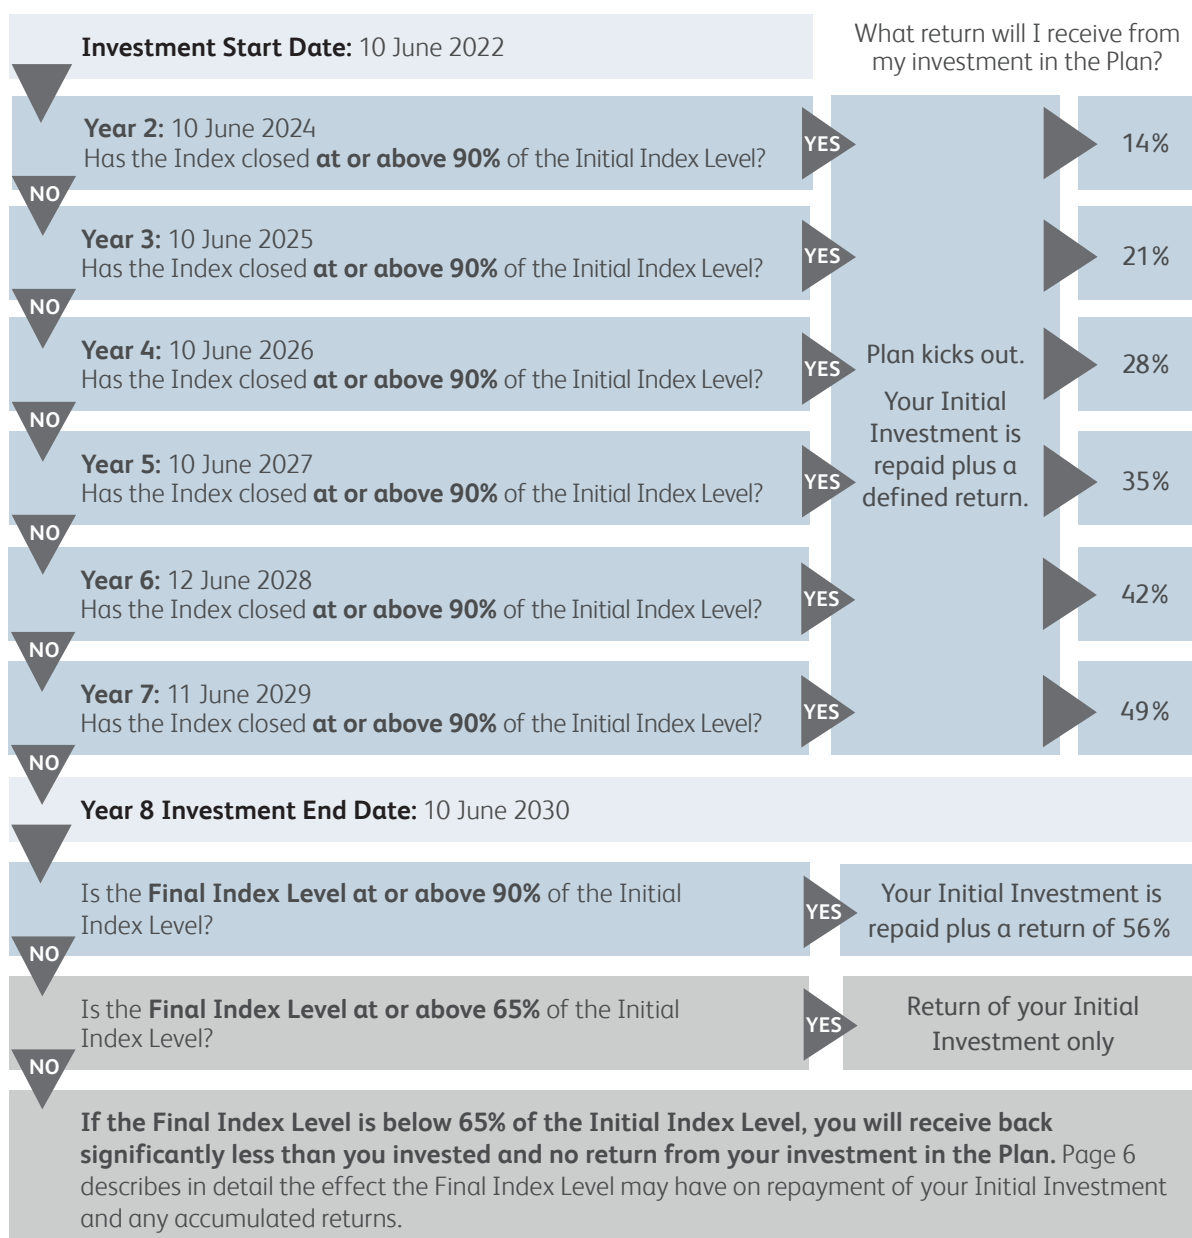 Investment Start Date: 10 June 2022
What return will I receive from
my investment in the Plan?
Year 2: 10 June 2024
Has the Index closed at or above 90% of the Initial Index Level?
YES
14%
NO
Year 3: 10 June 2025
Has the Index closed at or above 90% of the Initial Index Level?
YES
21%
NO
Year 4: 10 June 2026
Has the Index closed at or above 90% of the Initial Index Level?
YES
Plan kicks out.
Your Initial
Investment is
repaid plus a
defined return.
28%
NO
Year 5: 10 June 2027
Has the Index closed at or above 90% of the Initial Index Level?
YES
35%
NO
Year 6: 12 June 2028
Has the Index closed at or above 90% of the Initial Index Level?
YES
42%
NO
Year 7: 11 June 2029
Has the Index closed at or above 90% of the Initial Index Level?
YES
49%
NO
Year 8 Investment End Date: 10 June 2030
Is the Final Index Level at or above 90% of the Initial
Index Level?
YES
Your Initial Investment is
repaid plus a return of 56%
NO
Is the Final Index Level at or above 65% of the Initial
Index Level?
YES
Return of your Initial
Investment only
NO
If the Final Index Level is below 65% of the Initial Index Level, you will receive back
significantly less than you invested and no return from your investment in the Plan. Page 6
describes in detail the effect the Final Index Level may have on repayment of your Initial Investment
and any accumulated returns.